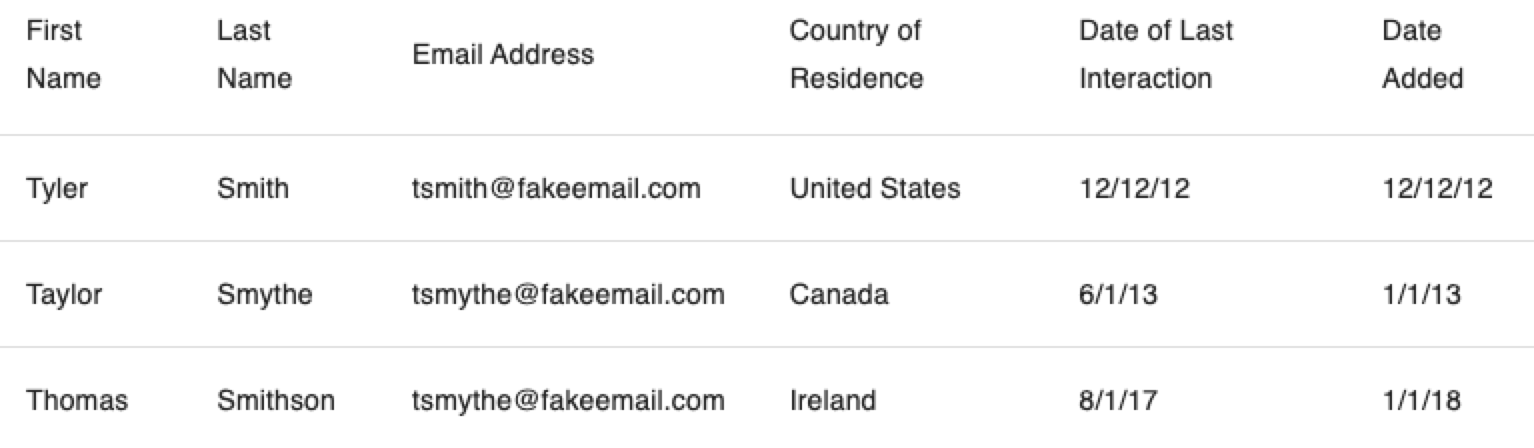 First Name Last Name Email Address Country of Residence Date of Last Interaction Date Added
Tyler Smith tsmith@fakeemail.com United States 12/12/12 12/12/12
Taylor Smythe tsmythe@fakeemail.com Canada 6/1/13 1/1/13
Thomas Smithson tsmythe@fakeemail.com Ireland 8/1/17 1/1/18